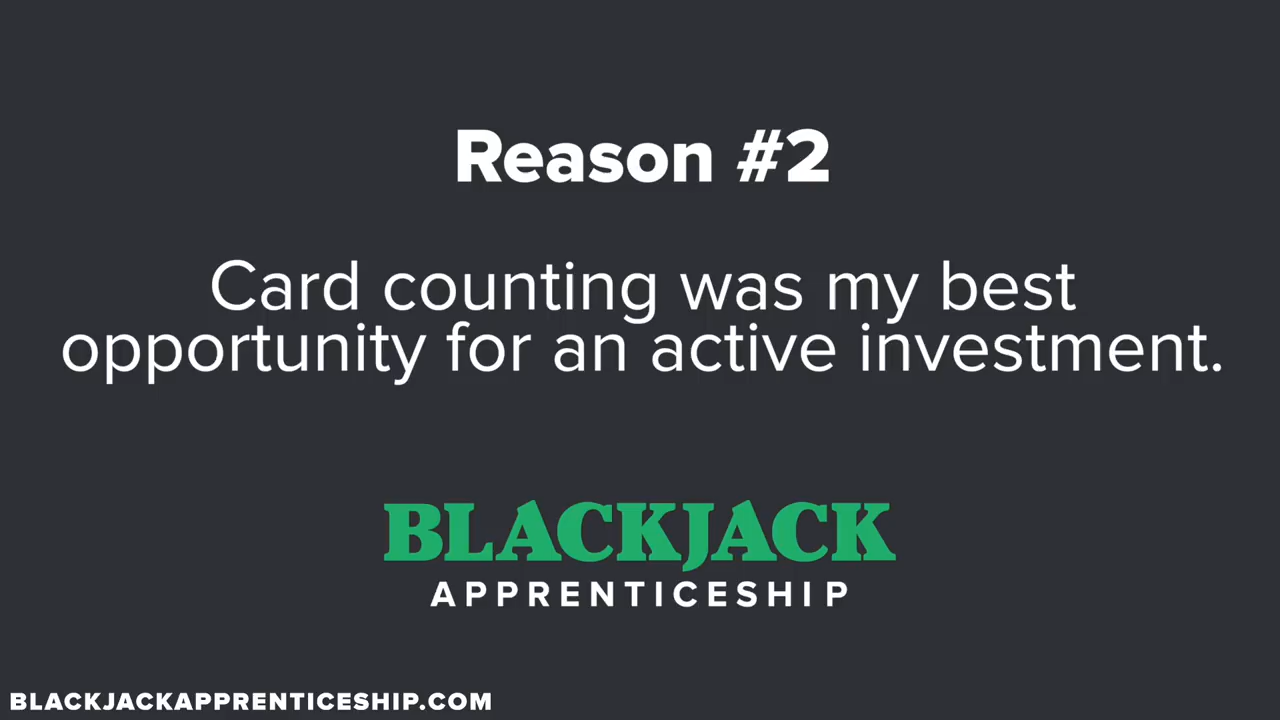 Reason #2
Card counting was my best
opportunity for an active investment.
BLACKJACK
APPRENTICESHIP
BLACKJACKAPPRENTICESHIP.COM